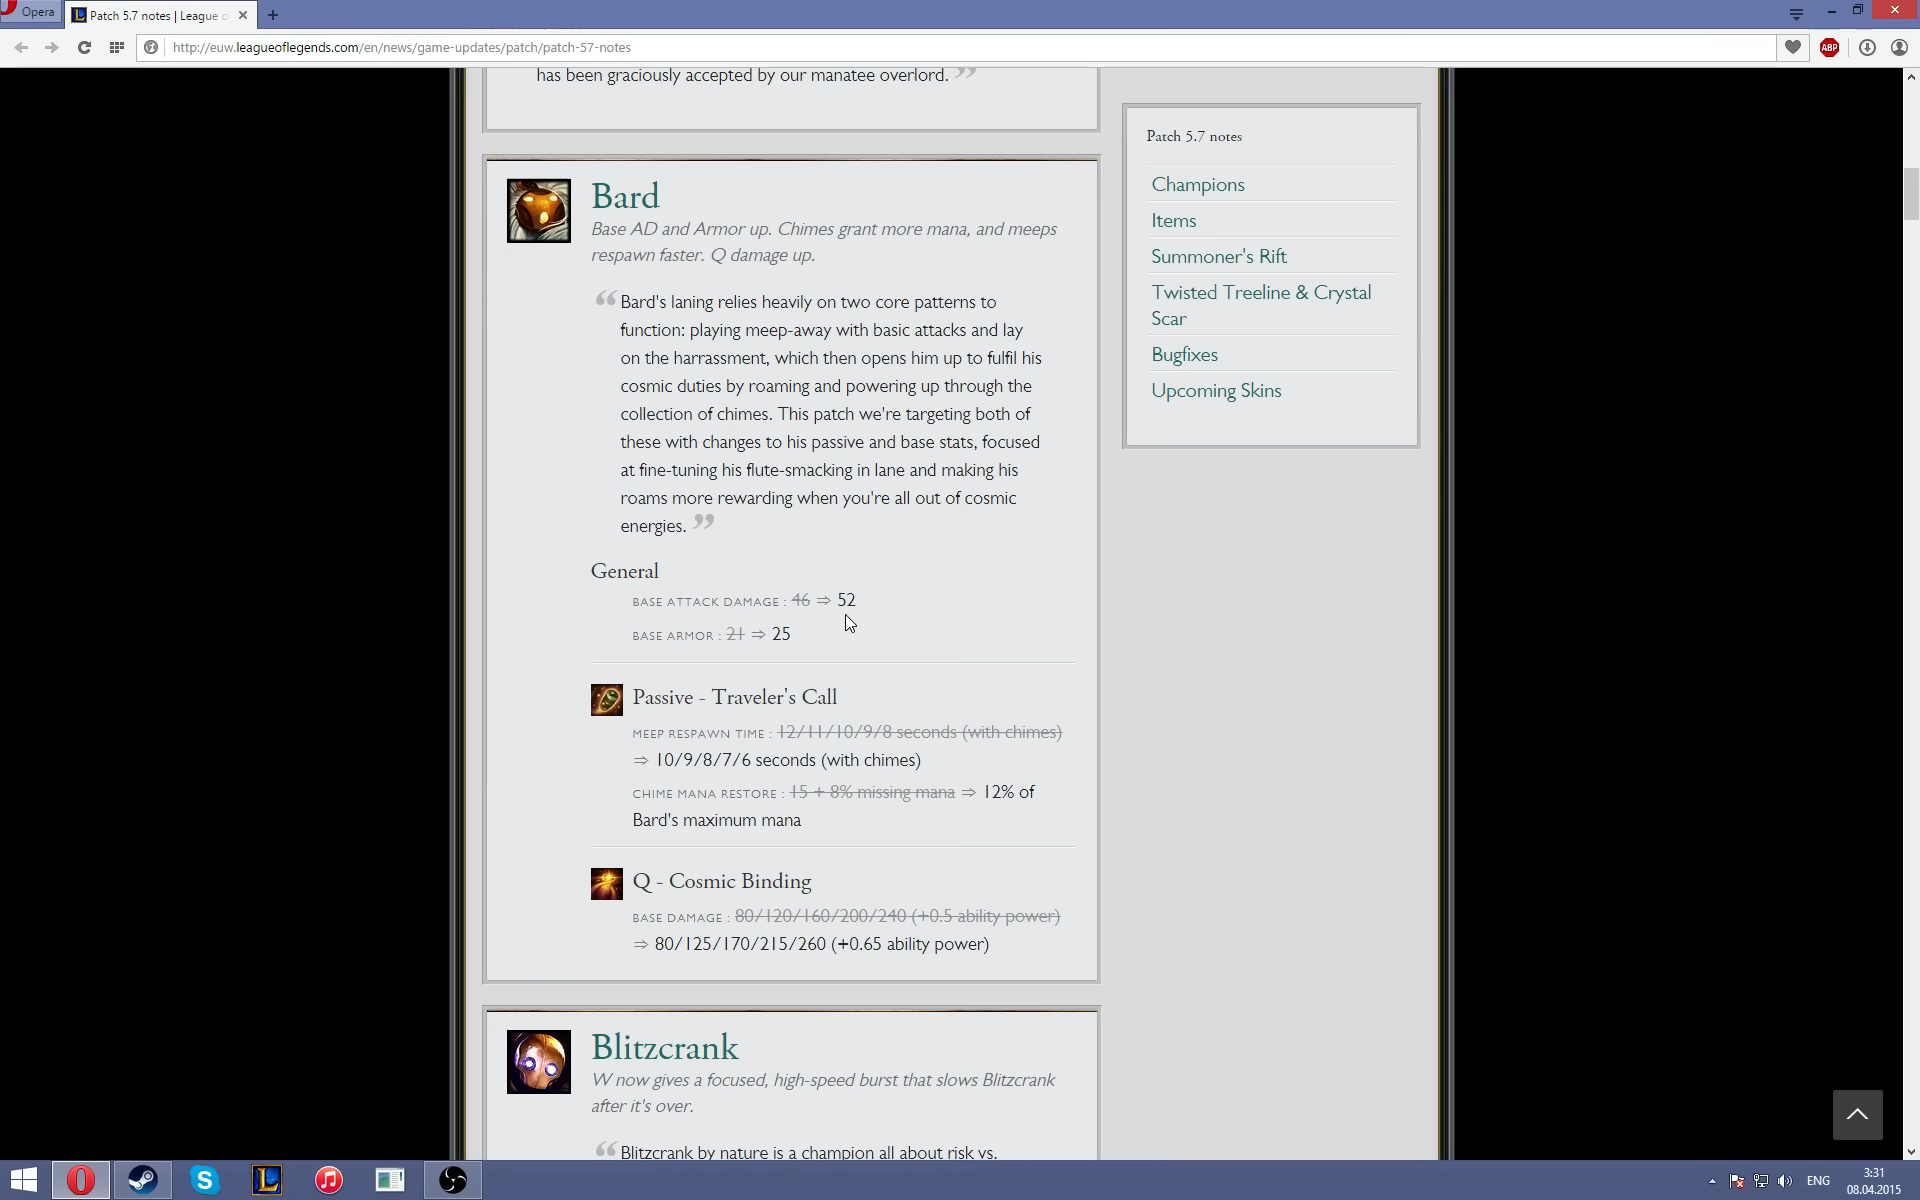 Opera
Patch 5.7 notes | League o
http://euw.leagueoflegends.com/en/news/game-updates/patch/patch-57-notes
ABP
has been graciously accepted by our manatee overlord. ”
Patch 5.7 notes
Champions
Items
Summoner's Rift
Twisted Treeline & Crystal
Scar
Bugfixes
Upcoming Skins
Bard
Base AD and Armor up. Chimes grant more mana, and meeps
respawn faster. Q damage up.
“ Bard's laning relies heavily on two core patterns to
function: playing meep-away with basic attacks and lay
on the harrassment, which then opens him up to fulfil his
cosmic duties by roaming and powering up through the
collection of chimes. This patch we're targeting both of
these with changes to his passive and base stats, focused
at fine-tuning his flute-smacking in lane and making his
roams more rewarding when you're all out of cosmic
energies. ”
General
BASE ATTACK DAMAGE : 46 ⇒ 52
BASE ARMOR : 21 ⇒ 25
Passive - Traveler's Call
MEEP RESPAWN TIME : 12/11/10/9/8 seconds (with chimes)
⇒ 10/9/8/7/6 seconds (with chimes)
CHIME MANA RESTORE : 15 + 8% missing mana ⇒ 12% of
Bard's maximum mana
Q - Cosmic Binding
BASE DAMAGE : 80/120/160/200/240 (+0.5 ability power)
⇒ 80/125/170/215/260 (+0.65 ability power)
Blitzcrank
W now gives a focused, high-speed burst that slows Blitzcrank
after it's over.
“ Blitzcrank by nature is a champion all about risk vs.
ENG
3:31
08.04.2015